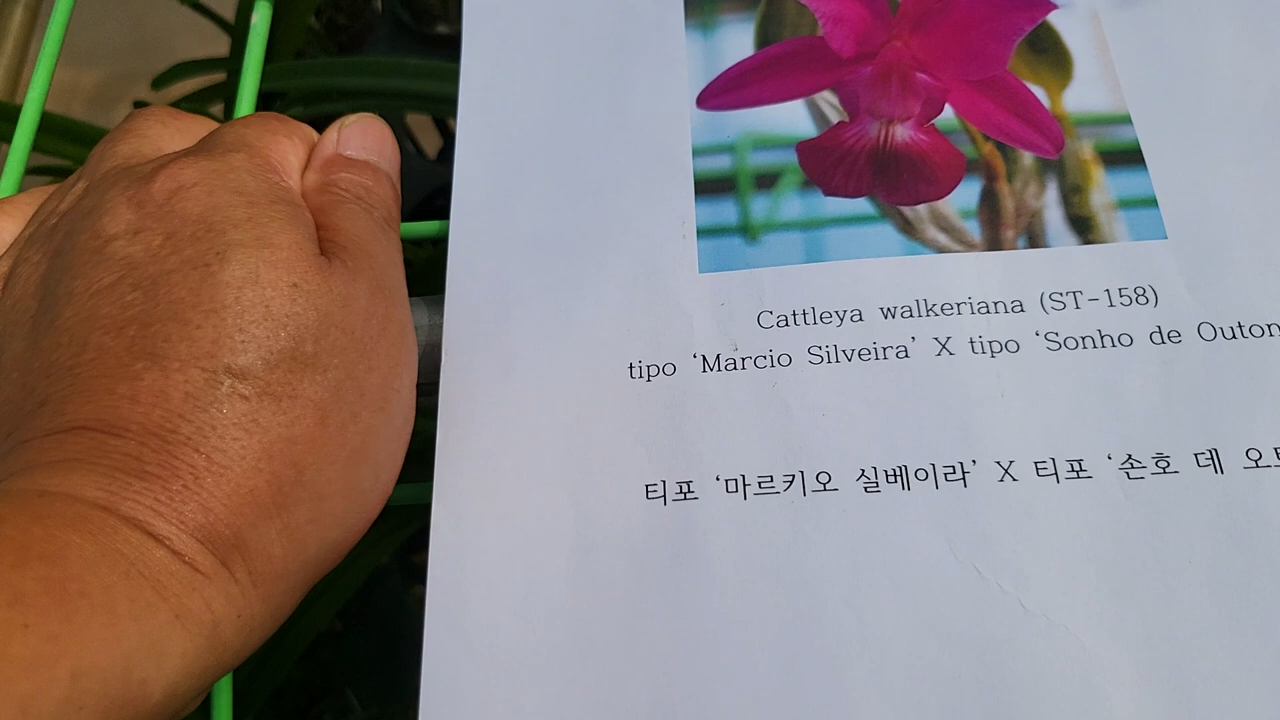 Cattleya walkeriana (ST-158)
tipo ‘Marcio Silveira’ X tipo ‘Sonho de
티포 ‘마르키오 실베이라’ X 티포 ‘손호 데